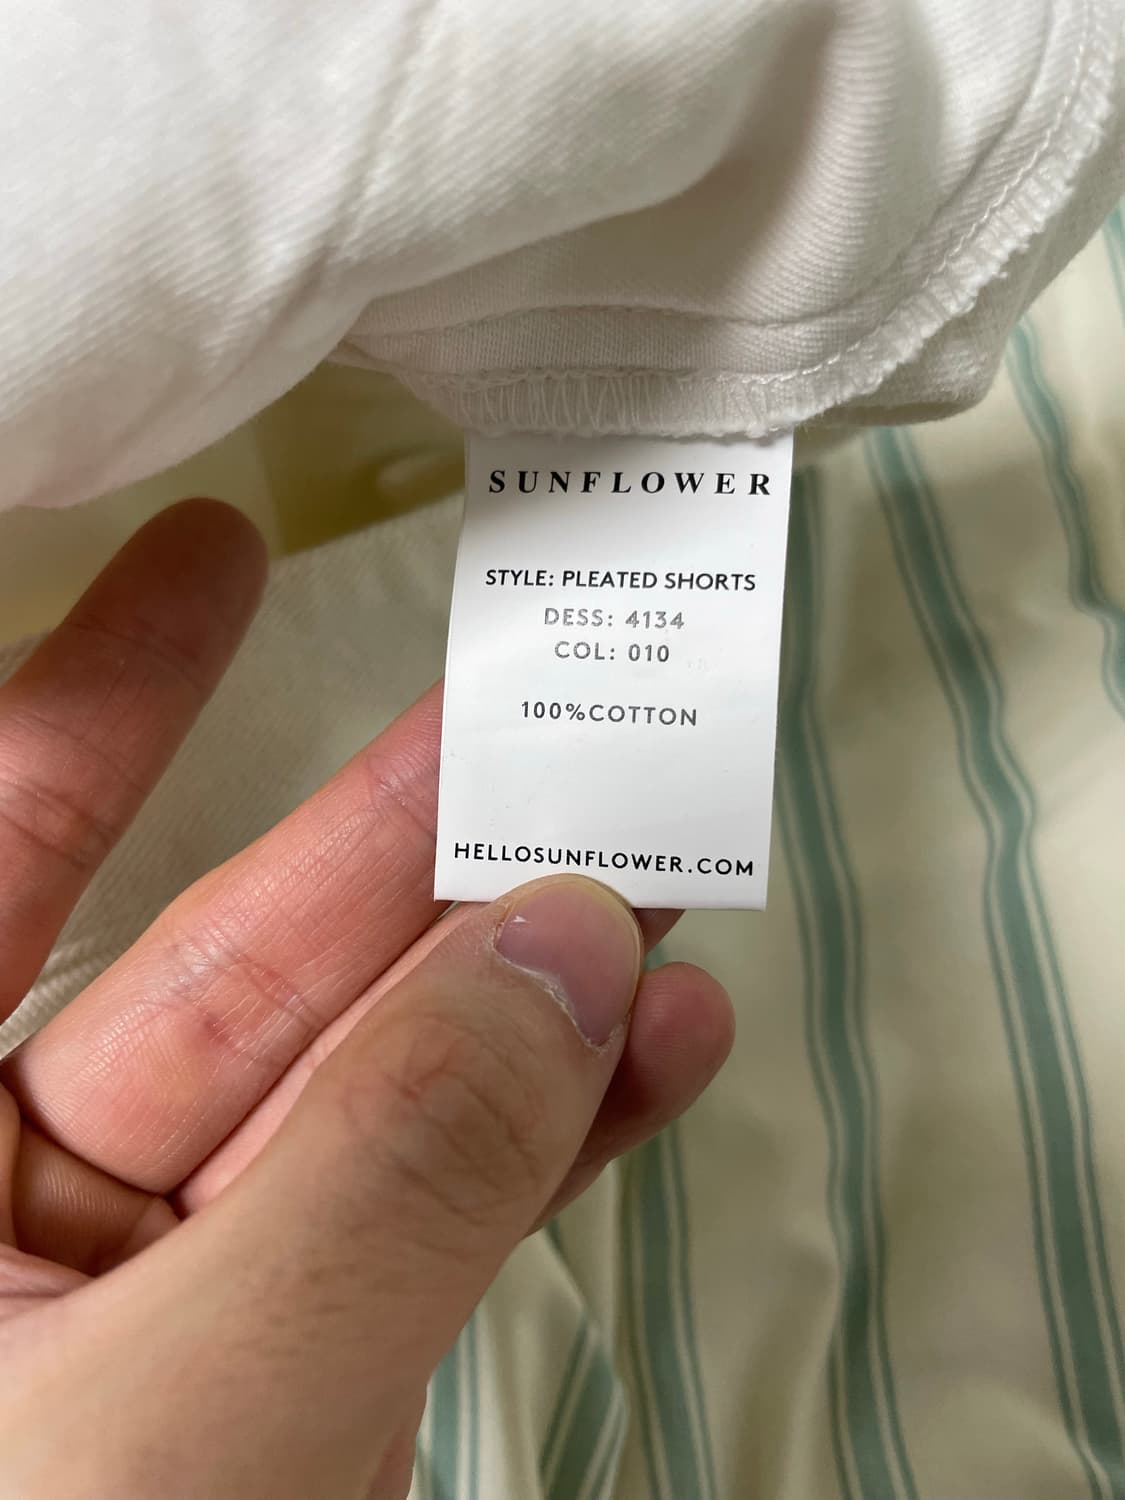 SUNFLOWER
STYLE: PLEATED SHORTS
DESS: 4134
COL: 010
100%COTTON
HELLOSUNFLOWER.COM